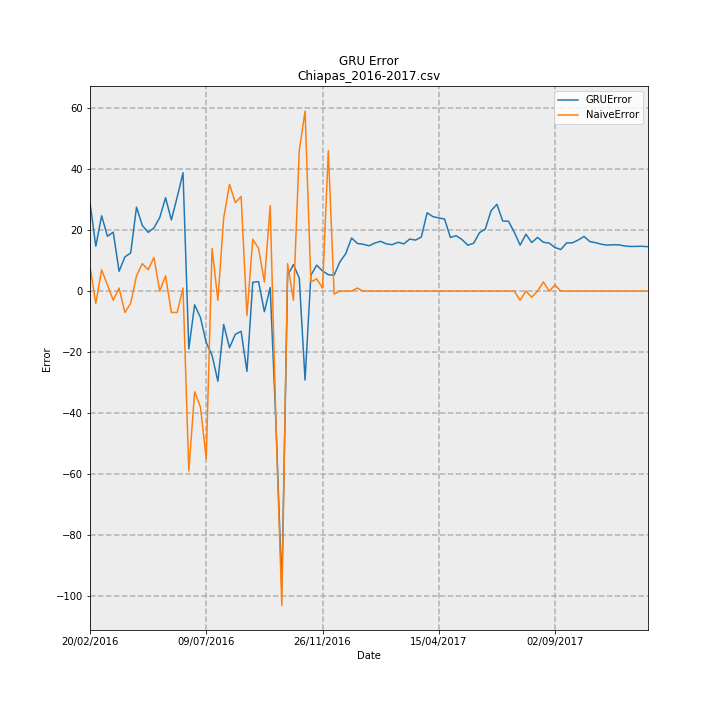 GRU Error
Chiapas_2016-2017.csv
GRUError
NaiveError
60
40
20
0
−20
−40
−60
−80
−100
Error
20/02/2016
09/07/2016
26/11/2016
15/04/2017
02/09/2017
Date